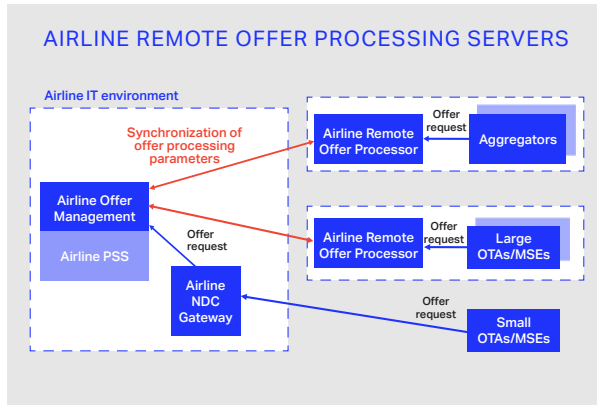 AIRLINE REMOTE OFFER PROCESSING SERVERS
Airline IT environment
Synchronization of
offer processing
parameters
Airline Offer
Management
Airline PSS
Offer
request
Airline
NDC
Gateway
Airline Remote
Offer Processor
Offer
request
Aggregators
Airline Remote
Offer Processor
Offer
request
Large
OTAs/MSEs
Offer
request
Small
OTAs/MSEs